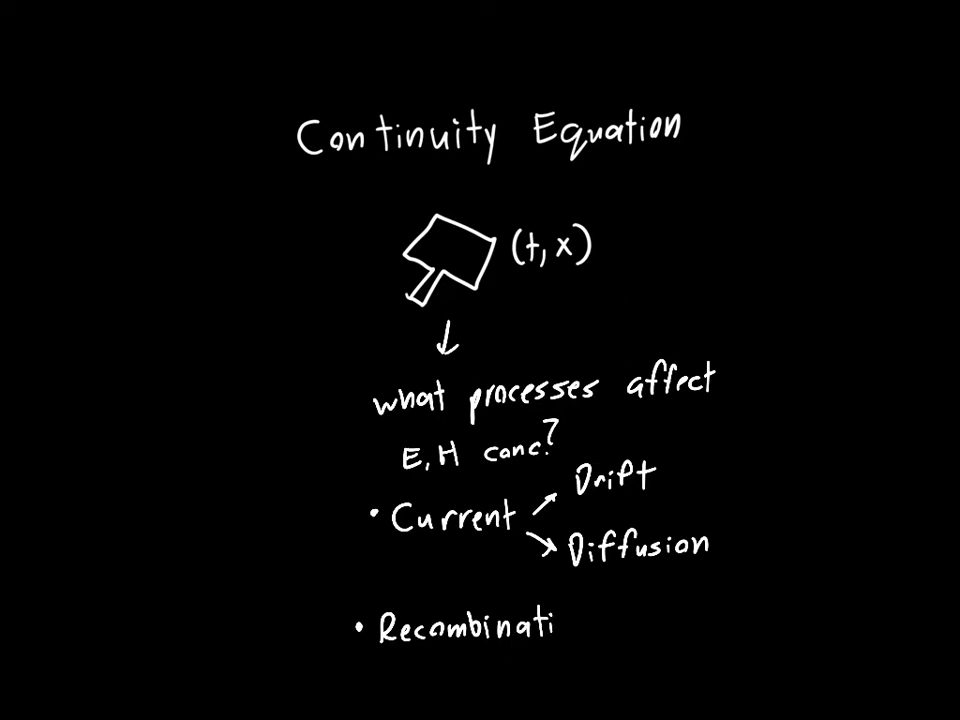 Continuity Equation
(t, x)
what processes affect
E, H conc?
• Current
Drift
Diffusion
• Recombinati